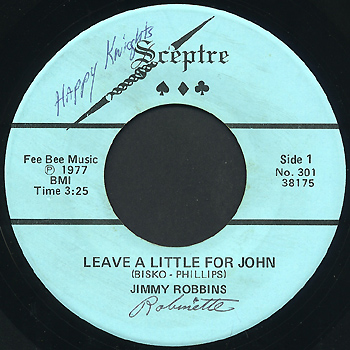 Happy Knights
Sceptre
Fee Bee Music
Ⓟ 1977
BMI
Time 3:25
Side 1
No. 301
38175
LEAVE A LITTLE FOR JOHN
(BISKO - PHILLIPS)
JIMMY ROBBINS
Robinette